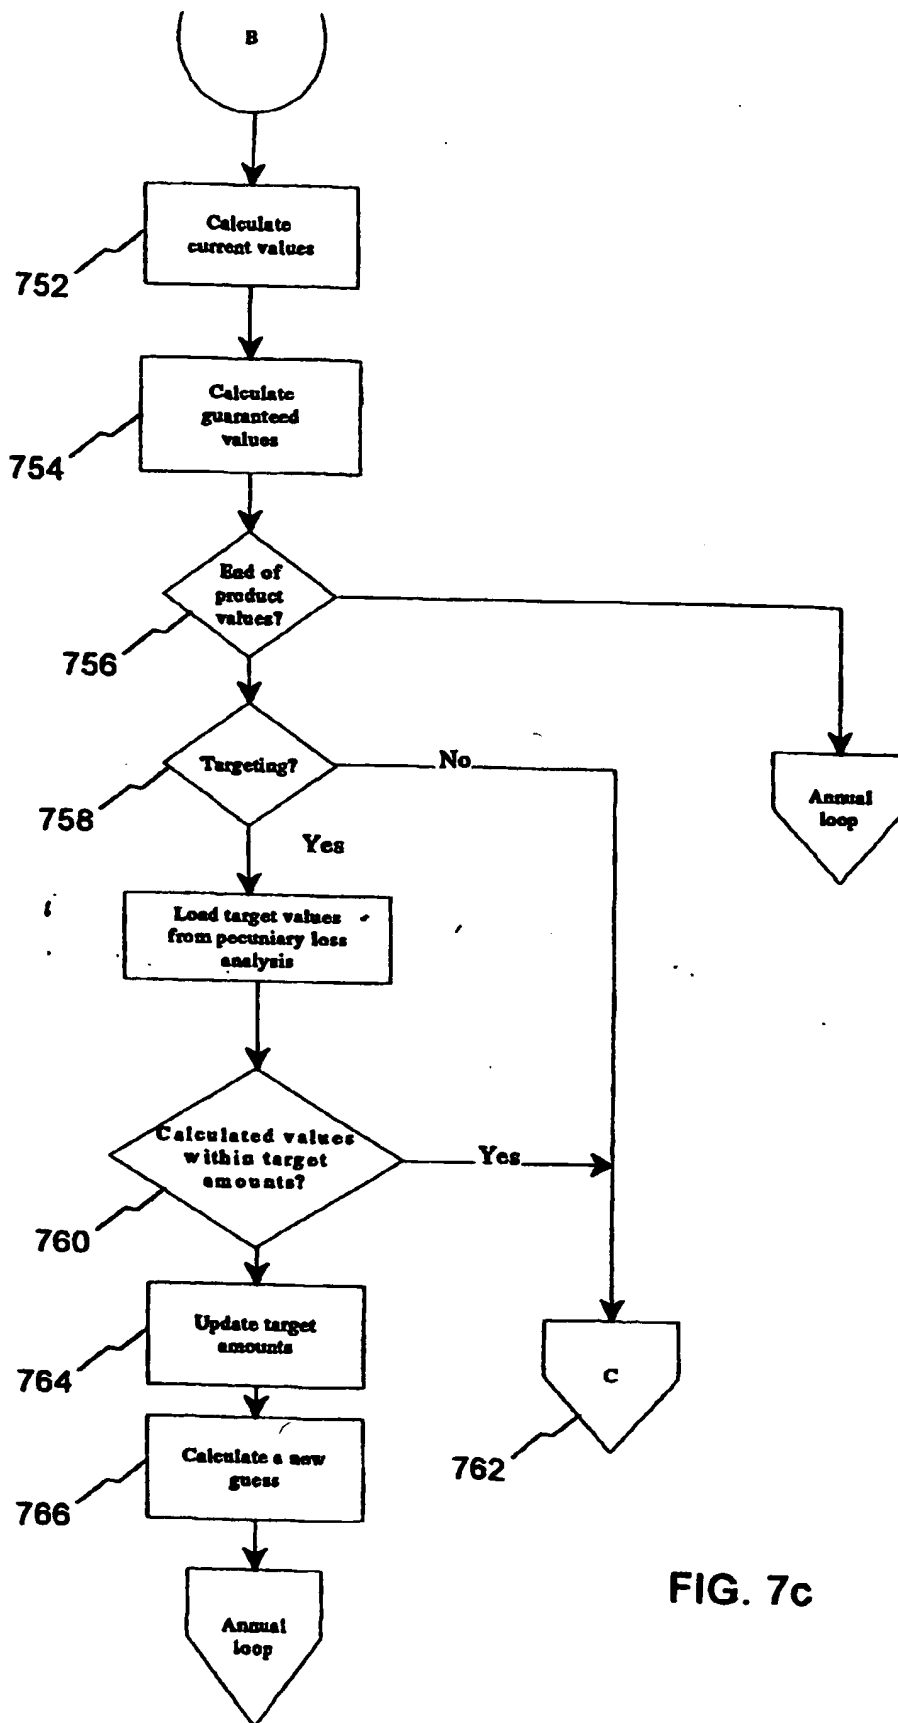 B
Calculate
current values
752
Calculate
guaranteed
values
754
End of
product
values?
756
Targeting?
No
758
Annual
loop
Yes
Load target values
from pecuniary loss
analysis
Calculated values
within target
amounts?
Yes
760
Update target
amounts
764
C
762
Calculate a new
guess
766
Annual
loop
FIG. 7c